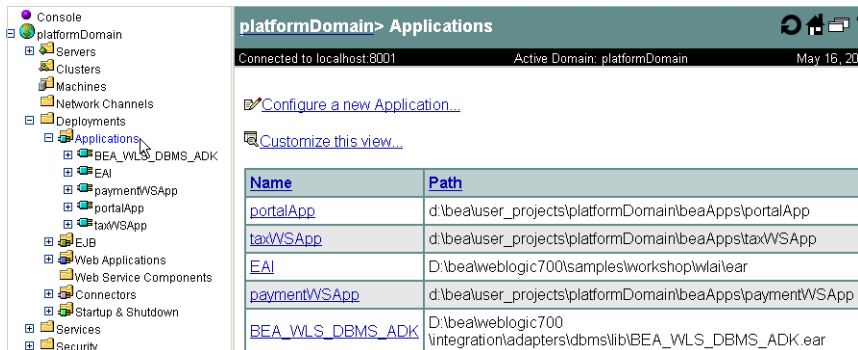 Console
platformDomain
Servers
Clusters
Machines
Network Channels
Deployments
Applications
BEA_WLS_DBMS_ADK
EAI
paymentWSApp
portalApp
taxWSApp
EJB
Web Applications
Web Service Components
Connectors
Startup & Shutdown
Services
Security
platformDomain> Applications
Connected to localhost:8001 Active Domain: platformDomain May 16, 20
Configure a new Application...
Customize this view...
Name Path
portalApp d:\bea\user_projects\platformDomain\beaApps\portalApp
taxWSApp d:\bea\user_projects\platformDomain\beaApps\taxWSApp
EAI D:\bea\weblogic700\samples\workshop\wlai\ear
paymentWSApp d:\bea\user_projects\platformDomain\beaApps\paymentWSApp
BEA_WLS_DBMS_ADK D:\bea\weblogic700
\integration\adapters\dbms\lib\BEA_WLS_DBMS_ADK.ear